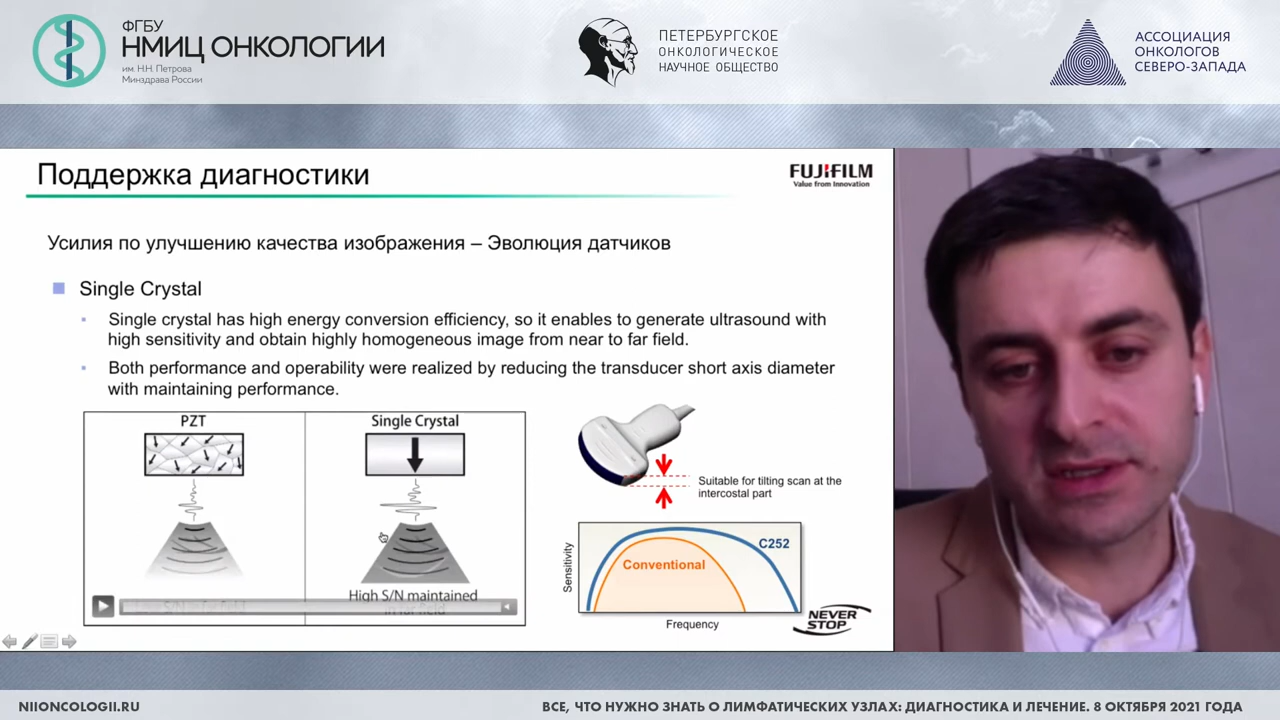 ФГБУ
НМИЦ ОНКОЛОГИИ
им. Н.Н. Петрова
Минздрава России
ПЕТЕРБУРГСКОЕ
ОНКОЛОГИЧЕСКОЕ
НАУЧНОЕ ОБЩЕСТВО
АССОЦИАЦИЯ
ОНКОЛОГОВ
СЕВЕРО-ЗАПАДА
Поддержка диагностики
FUJIFILM
Value from Innovation
Усилия по улучшению качества изображения – Эволюция датчиков
Single Crystal
Single crystal has high energy conversion efficiency, so it enables to generate ultrasound with
high sensitivity and obtain highly homogeneous image from near to far field.
Both performance and operability were realized by reducing the transducer short axis diameter
with maintaining performance.
PZT
Single Crystal
High S/N maintained
in far field
Suitable for tilting scan at the
intercostal part
Sensitivity
C252
Conventional
Frequency
NEVER
STOP
NIIONCOLOGII.RU
ВСЕ, ЧТО НУЖНО ЗНАТЬ О ЛИМФАТИЧЕСКИХ УЗЛАХ: ДИАГНОСТИКА И ЛЕЧЕНИЕ. 8 ОКТЯБРЯ 2021 ГОДА